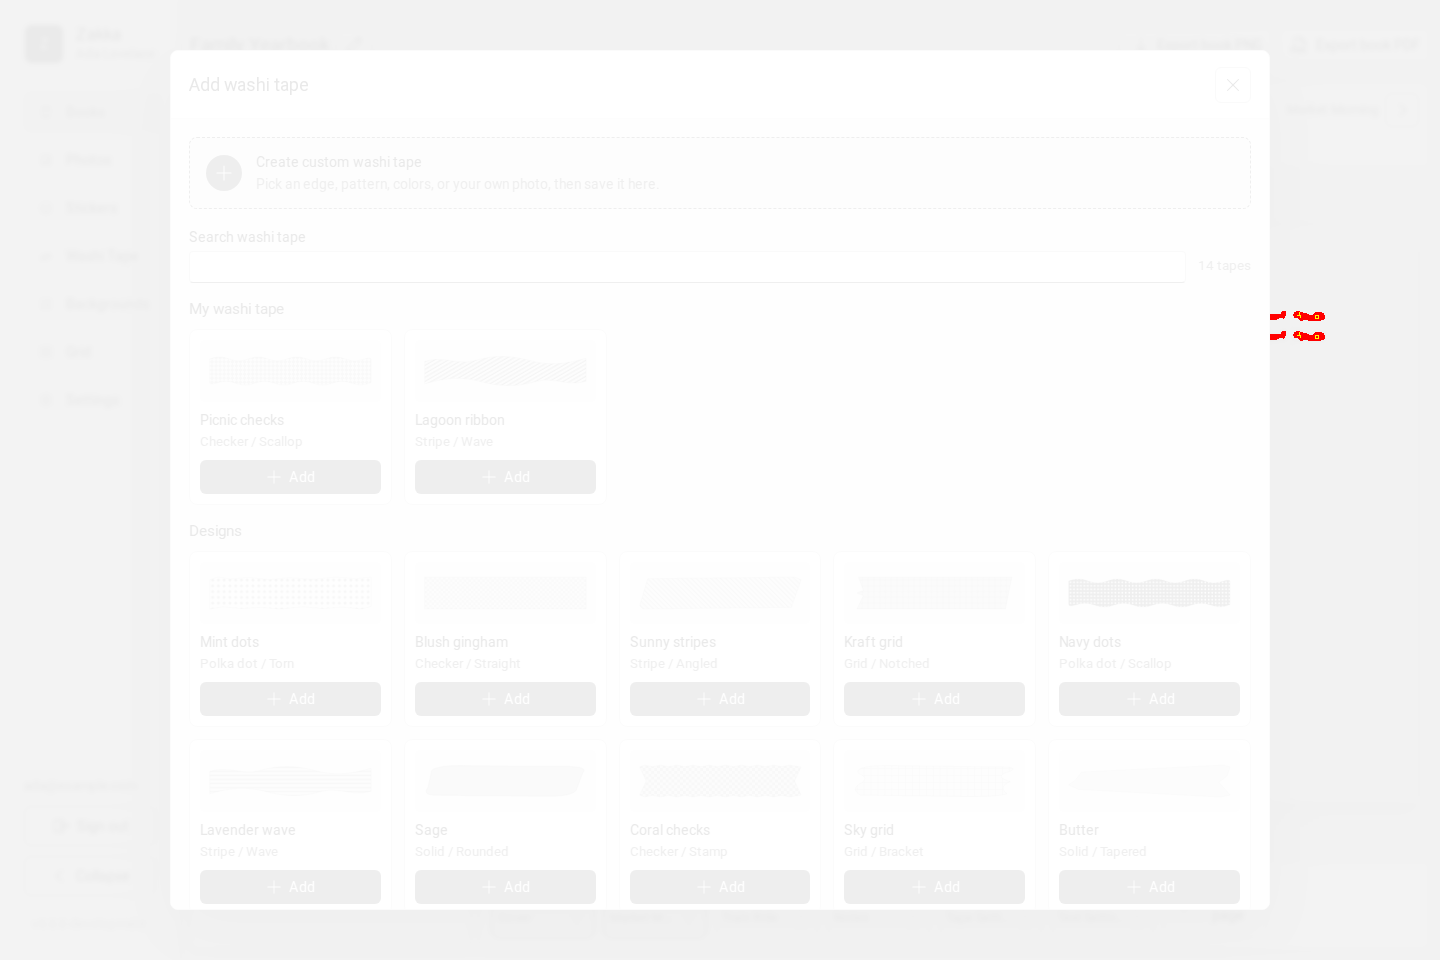 Add washi tape
Create custom washi tape
Pick an edge, pattern, colors, or your own photo, then save it here.
Search washi tape
14 tapes
My washi tape
Picnic checks
Checker / Scallop
Add
Lagoon ribbon
Stripe / Wave
Add
Designs
Mint dots
Polka dot / Torn
Add
Blush gingham
Checker / Straight
Add
Sunny stripes
Stripe / Angled
Add
Kraft grid
Grid / Notched
Add
Navy dots
Polka dot / Scallop
Add
Lavender wave
Stripe / Wave
Add
Sage
Solid / Rounded
Add
Coral checks
Checker / Stamp
Add
Sky grid
Grid / Bracket
Add
Butter
Solid / Tapered
Add